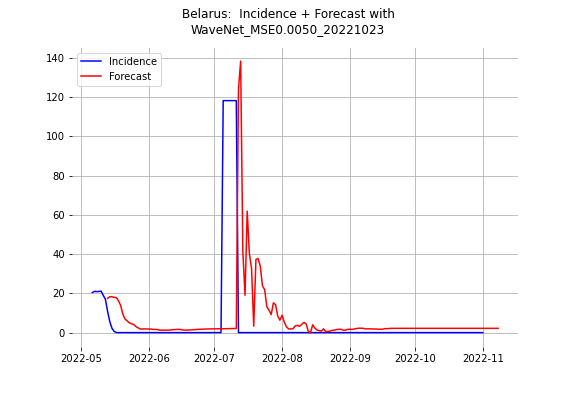 Belarus:  Incidence + Forecast with
WaveNet_MSE0.0050_20221023
Incidence
Forecast
140
120
100
80
60
40
20
0
2022-05 2022-06 2022-07 2022-08 2022-09 2022-10 2022-11